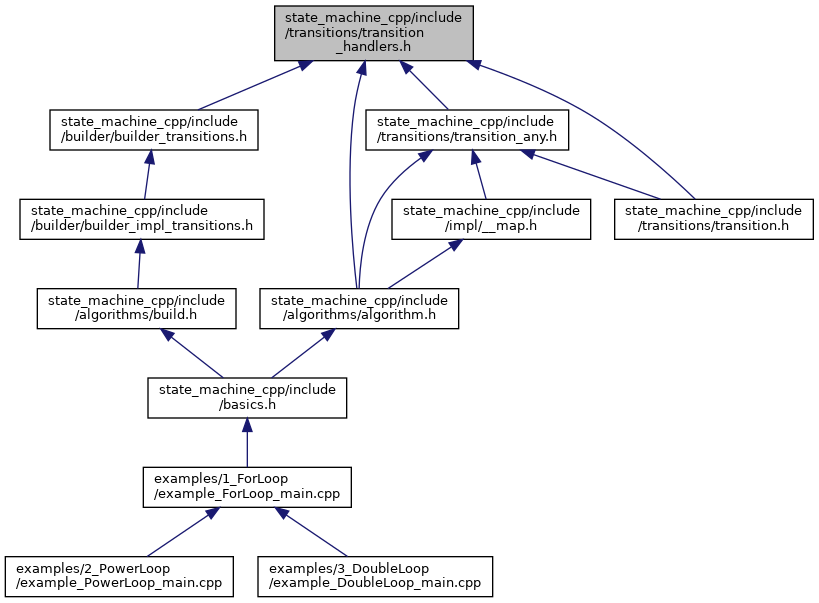 state_machine_cpp/include
/transitions/transition
_handlers.h
state_machine_cpp/include
/builder/builder_transitions.h
state_machine_cpp/include
/transitions/transition_any.h
state_machine_cpp/include
/builder/builder_impl_transitions.h
state_machine_cpp/include
/impl/__map.h
state_machine_cpp/include
/transitions/transition.h
state_machine_cpp/include
/algorithms/build.h
state_machine_cpp/include
/algorithms/algorithm.h
state_machine_cpp/include
/basics.h
examples/1_ForLoop
/example_ForLoop_main.cpp
examples/2_PowerLoop
/example_PowerLoop_main.cpp
examples/3_DoubleLoop
/example_DoubleLoop_main.cpp